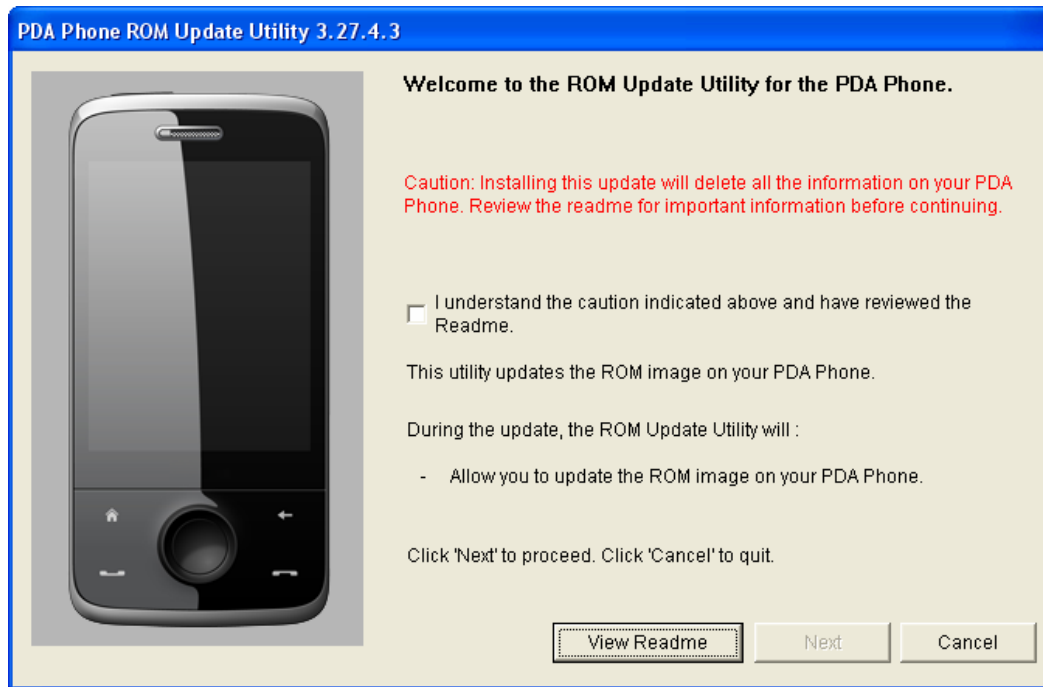 PDA Phone ROM Update Utility 3.27.4.3
Welcome to the ROM Update Utility for the PDA Phone.
Caution: Installing this update will delete all the information on your PDA
Phone. Review the readme for important information before continuing.
I understand the caution indicated above and have reviewed the
Readme.
This utility updates the ROM image on your PDA Phone.
During the update, the ROM Update Utility will :
- Allow you to update the ROM image on your PDA Phone.
Click 'Next' to proceed. Click 'Cancel' to quit.
View Readme
Next
Cancel